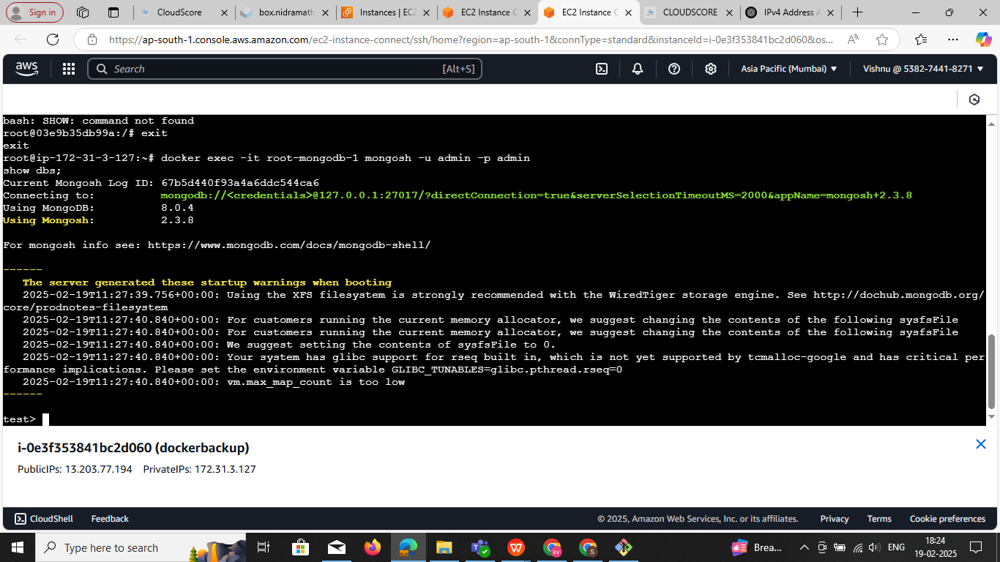 Sign in
CloudScore
box.nidramath
Instances | EC2
EC2 Instance C
EC2 Instance C
CLOUDSCORE
IPv4 Address A
https://ap-south-1.console.aws.amazon.com/ec2-instance-connect/ssh/home?region=ap-south-1&connType=standard&instanceId=i-0e3f353841bc2d060&os...
aws
Search
[Alt+S]
Asia Pacific (Mumbai)
Vishnu @ 5382-7441-8271
bash: SHOW: command not found
root@03e9b35db99a:/# exit
exit
root@ip-172-31-3-127:~# docker exec -it root-mongodb-1 mongosh -u admin -p admin
show dbs;
Current Mongosh Log ID: 67b5d440f93a4a6ddc544ca6
Connecting to: mongodb://<credentials>@127.0.0.1:27017/?directConnection=true&serverSelectionTimeoutMS=2000&appName=mongosh+2.3.8
Using MongoDB: 8.0.4
Using Mongosh: 2.3.8
For mongosh info see: https://www.mongodb.com/docs/mongodb-shell/
------
The server generated these startup warnings when booting
2025-02-19T11:27:39.756+00:00: Using the XFS filesystem is strongly recommended with the WiredTiger storage engine. See http://dochub.mongodb.org/
core/prodnotes-filesystem
2025-02-19T11:27:40.840+00:00: For customers running the current memory allocator, we suggest changing the contents of the following sysfsFile
2025-02-19T11:27:40.840+00:00: For customers running the current memory allocator, we suggest changing the contents of the following sysfsFile
2025-02-19T11:27:40.840+00:00: We suggest setting the contents of sysfsFile to 0.
2025-02-19T11:27:40.840+00:00: Your system has glibc support for rseq built in, which is not yet supported by tcmalloc-google and has critical per
formance implications. Please set the environment variable GLIBC_TUNABLES=glibc.pthread.rseq=0
2025-02-19T11:27:40.840+00:00: vm.max_map_count is too low
------
test>
i-0e3f353841bc2d060 (dockerbackup)
PublicIPs: 13.203.77.194 PrivateIPs: 172.31.3.127
CloudShell
Feedback
© 2025, Amazon Web Services, Inc. or its affiliates.
Privacy
Terms
Cookie preferences
Type here to search
Brea...
ENG
18:24
19-02-2025